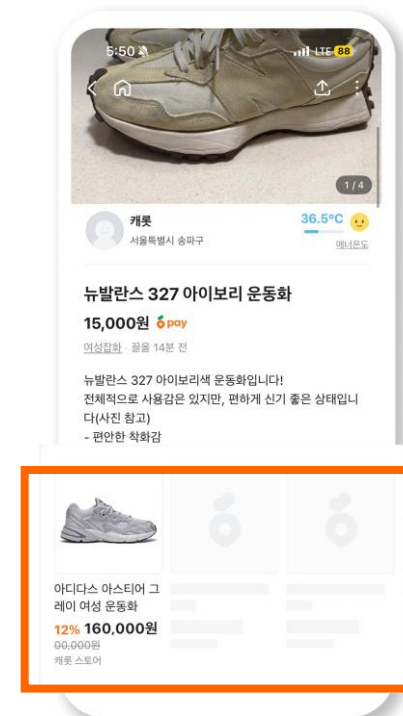 5:50
LTE 88
1 / 4
캐롯
36.5°C
서울특별시 송파구
매너온도
뉴발란스 327 아이보리 운동화
15,000원 pay
여성잡화 · 끌올 14분 전
뉴발란스 327 아이보리색 운동화입니다!
전체적으로 사용감은 있지만, 편하게 신기 좋은 상태입니
다(사진 참고)
- 편안한 착화감
아디다스 아스티어 그
레이 여성 운동화
12% 160,000원
00,000원
캐롯 스토어